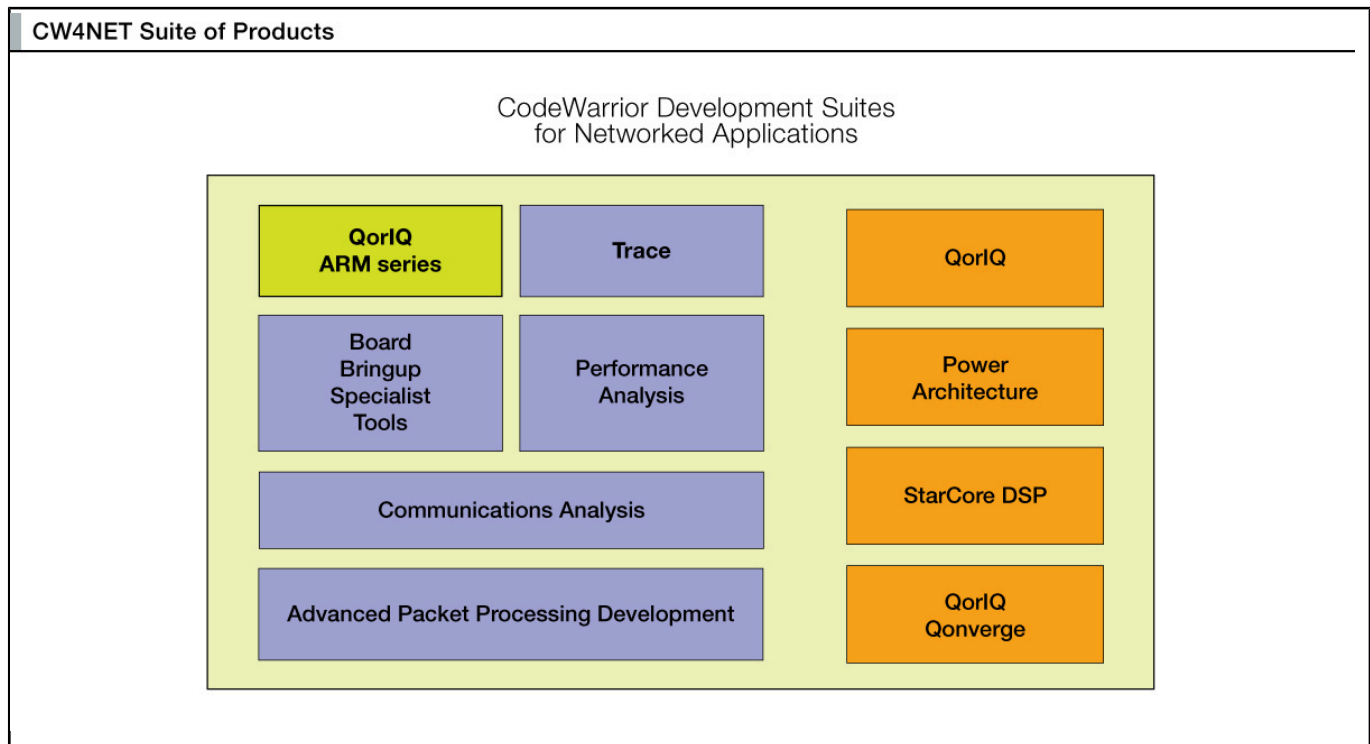 CW4NET Suite of Products
CodeWarrior Development Suites
for Networked Applications
QorIQ
ARM series
Trace
QorIQ
Board
Bringup
Specialist
Tools
Performance
Analysis
Power
Architecture
Communications Analysis
StarCore DSP
Advanced Packet Processing Development
QorIQ
Qonverge